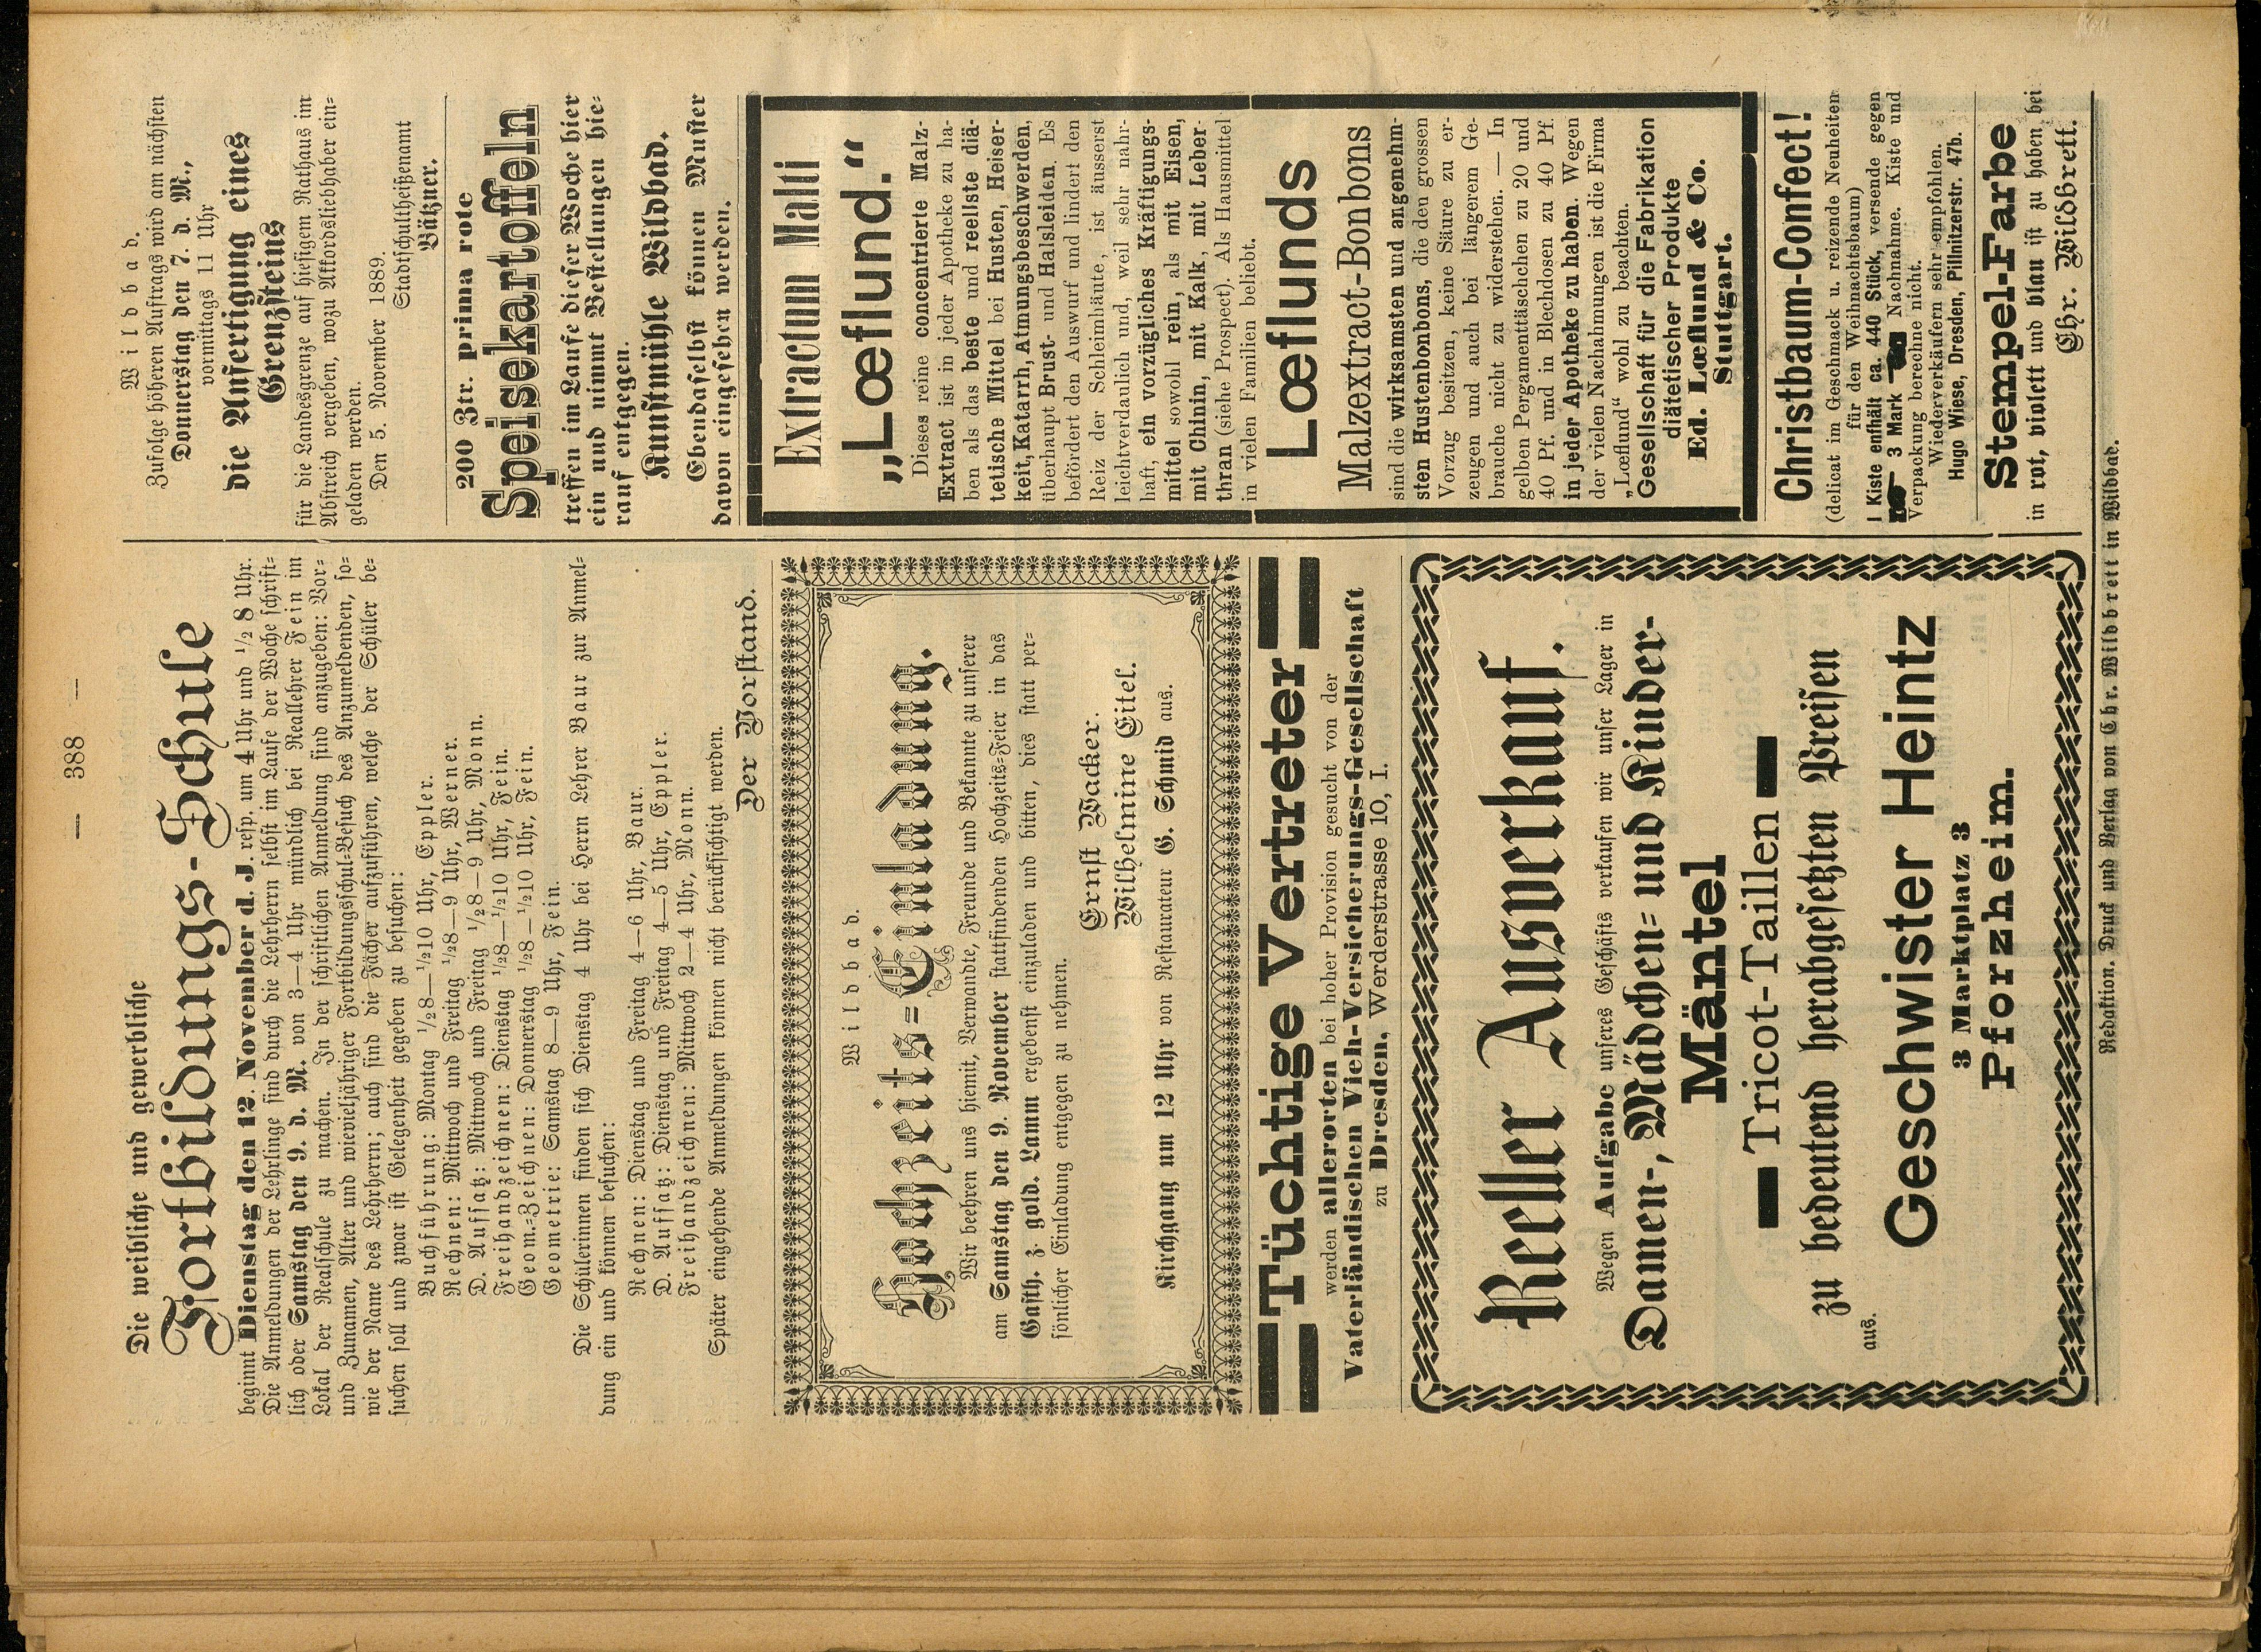 — 388 —
Die weibliche und gewerbliche
Fortbildungs-Schule
beginnt Dienstag den 12. November d. J. resp. um 4 Uhr und 1/2 8 Uhr.
Die Anmeldungen der Lehrlinge sind durch die Lehrherrn selbst im Laufe der Woche schrift=
lich oder Samstag den 9. d. M. von 3—4 Uhr mündlich bei Reallehrer Fein im
Lokal der Realschule zu machen. In der schriftlichen Anmeldung sind anzugeben: Vor=
und Zunamen, Alter und wievieljähriger Fortbildungsschul=Besuch des Anzumeldenden, so=
wie der Name des Lehrherrn; auch sind die Fächer aufzuführen, welche der Schüler be=
suchen soll und zwar ist Gelegenheit gegeben zu besuchen:
Buchführung: Montag 1/28—1/210 Uhr, Eppler.
Rechnen: Mittwoch und Freitag 1/28—9 Uhr, Werner.
D. Aufsatz: Mittwoch und Freitag 1/28—9 Uhr, Monn.
Freihandzeichnen: Dienstag 1/28—1/210 Uhr, Fein.
Geom.=Zeichnen: Donnerstag 1/28—1/210 Uhr, Fein.
Geometrie: Samstag 8—9 Uhr, Fein.
Die Schülerinnen finden sich Dienstag 4 Uhr bei Herrn Lehrer Baur zur Anmel=
dung ein und können besuchen:
Rechnen: Dienstag und Freitag 4—6 Uhr, Baur.
D. Aufsatz: Dienstag und Freitag 4—5 Uhr, Eppler.
Freihandzeichnen: Mittwoch 2—4 Uhr, Monn.
Später eingehende Anmeldungen können nicht berücksichtigt werden.
Der Vorstand.
Wildbad.
Hochzeits=Einladung.
Wir beehren uns hiemit, Verwandte, Freunde und Bekannte zu unserer
am Samstag den 9. November stattfindenden Hochzeits=Feier in das
Gasth. z. gold. Lamm ergebenst einzuladen und bitten, dies statt per=
sönlicher Einladung entgegen zu nehmen.
Ernst Wacker.
Wilhelmine Eitel.
Kirchgang um 12 Uhr von Restaurateur G. Schmid aus.
Tüchtige Vertreter
werden allerorten bei hoher Provision gesucht von der
Vaterländischen Vieh-Versicherungs-Gesellschaft
zu Dresden, Werderstrasse 10, I.
Reeller Ausverkauf.
Wegen Aufgabe unseres Geschäfts verkaufen wir unser Lager in
Damen-, Mädchen= und Kinder-
Mäntel
Tricot-Taillen
zu bedeutend herabgesetzten Preisen
aus.
Geschwister Heintz
3 Marktplatz 3
Pforzheim.
Wildbad.
Zufolge höheren Auftrags wird am nächsten
Donnerstag den 7. d. M.,
vormittags 11 Uhr
die Anfertigung eines
Grenzsteins
für die Landesgrenze auf hiesigem Rathaus im
Abstreich vergeben, wozu Akkordsliebhaber ein=
geladen werden.
Den 5. November 1889.
Stadtschultheißenamt
Bätzner.
200 Ztr. prima rote
Speisekartoffeln
treffen im Laufe dieser Woche hier
ein und nimmt Bestellungen hie=
rauf entgegen.
Kunstmühle Wildbad.
Ebendaselbst können Muster
davon eingesehen werden.
Extractum Malti
„Lœflund.“
Dieses reine concentrierte Malz-
Extract ist in jeder Apotheke zu ha-
ben als das beste und reellste diä-
tetische Mittel bei Husten, Heiser-
keit, Katarrh, Atmungsbeschwerden,
überhaupt Brust- und Halsleiden. Es
befördert den Auswurf und lindert den
Reiz der Schleimhäute, ist äusserst
leichtverdaulich und, weil sehr nahr-
haft, ein vorzügliches Kräftigungs-
mittel sowohl rein, als mit Eisen,
mit Chinin, mit Kalk, mit Leber-
thran (siehe Prospect). Als Hausmittel
in vielen Familien beliebt.
Lœflunds
Malzextract-Bonbons
sind die wirksamsten und angenehm-
sten Hustenbonbons, die den grossen
Vorzug besitzen, keine Säure zu er-
zeugen und auch bei längerem Ge-
brauche nicht zu widerstehen. — In
gelben Pergamenttäschchen zu 20 und
40 Pf. und in Blechdosen zu 40 Pf.
in jeder Apotheke zu haben. Wegen
der vielen Nachahmungen ist die Firma
„Lœflund“ wohl zu beachten.
Gesellschaft für die Fabrikation
diätetischer Produkte
Ed. Lœflund & Co.
Stuttgart.
Christbaum-Confect!
(delicat im Geschmack u. reizende Neuheiten
für den Weihnachtsbaum)
1 Kiste enthält ca. 440 Stück, versende gegen
3 Mark Nachnahme. Kiste und
Verpackung berechne nicht.
Wiederverkäufern sehr empfohlen.
Hugo Wiese, Dresden, Pillnitzerstr. 47b.
Stempel-Farbe
in rot, violett und blau ist zu haben bei
Chr. Wildbrett.
Redaktion, Druck und Verlag von Chr. Wildbrett in Wildbad.